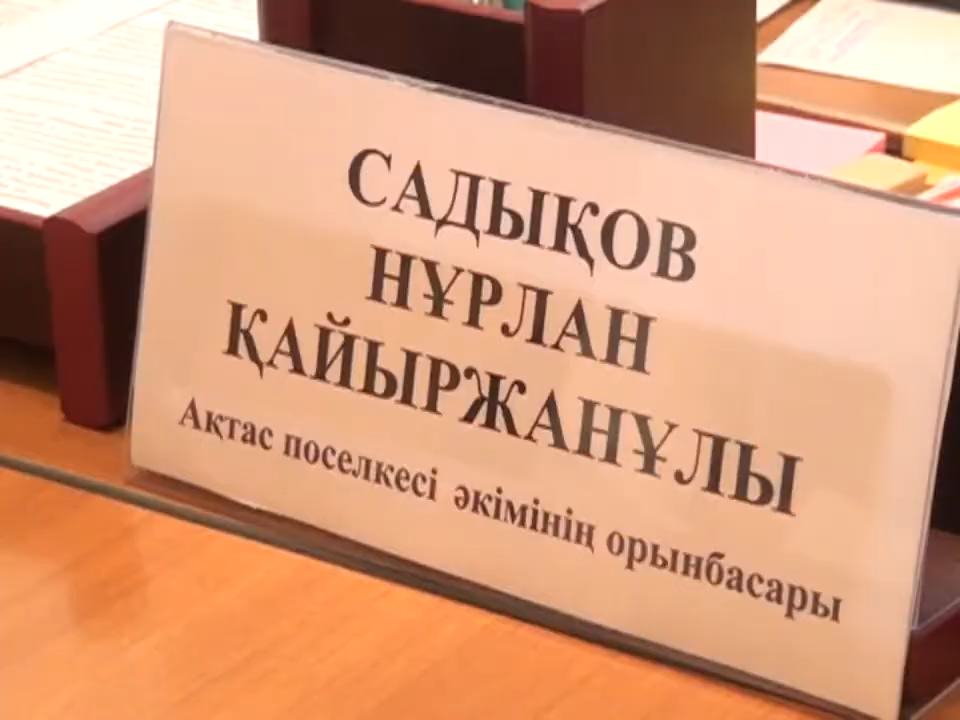 САДЫҚОВ
НҰРЛАН
ҚАЙЫРЖАНҰЛЫ
Ақтас поселкесі әкімінің орынбасары